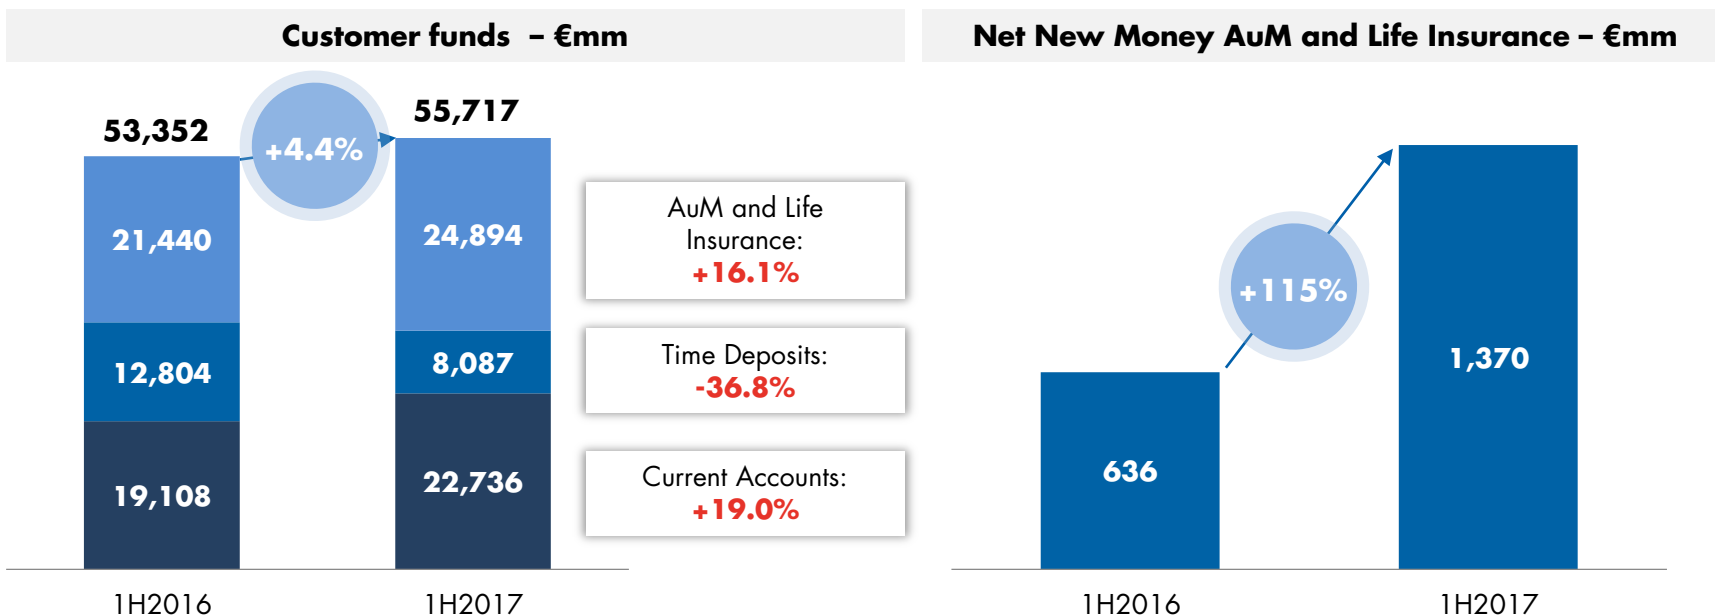 Customer funds – €mm
53,352
+4.4%
55,717
21,440
24,894
12,804
8,087
19,108
22,736
1H2016
1H2017
AuM and Life
Insurance:
+16.1%
Time Deposits:
-36.8%
Current Accounts:
+19.0%
Net New Money AuM and Life Insurance – €mm
+115%
636
1,370
1H2016
1H2017